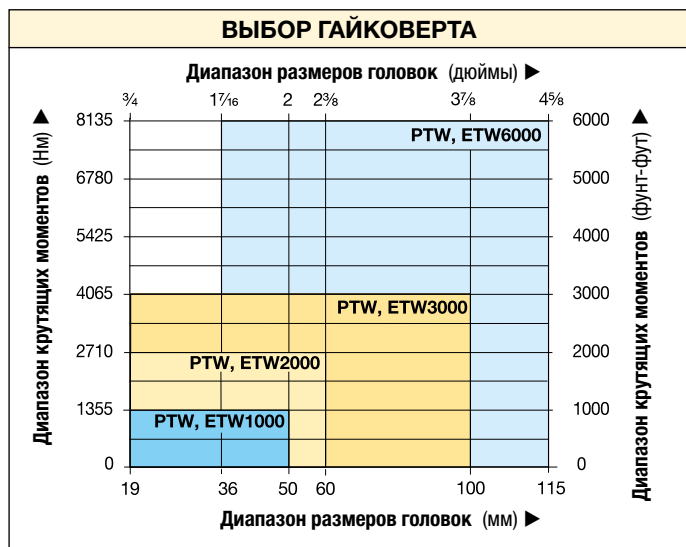 ВЫБОР ГАЙКОВЕРТА
Диапазон размеров головок (дюймы) ▶
¾ 1⁷⁄₁₆ 2 2⅜ 3⅞ 4⅝
Диапазон крутящих моментов (Нм) ▶
8135
6780
5425
4065
2710
1355
0
PTW, ETW6000
PTW, ETW3000
PTW, ETW2000
PTW, ETW1000
6000
5000
4000
3000
2000
1000
0
Диапазон крутящих моментов (фунт-фут) ▶
19 36 50 60 100 115
Диапазон размеров головок (мм) ▶